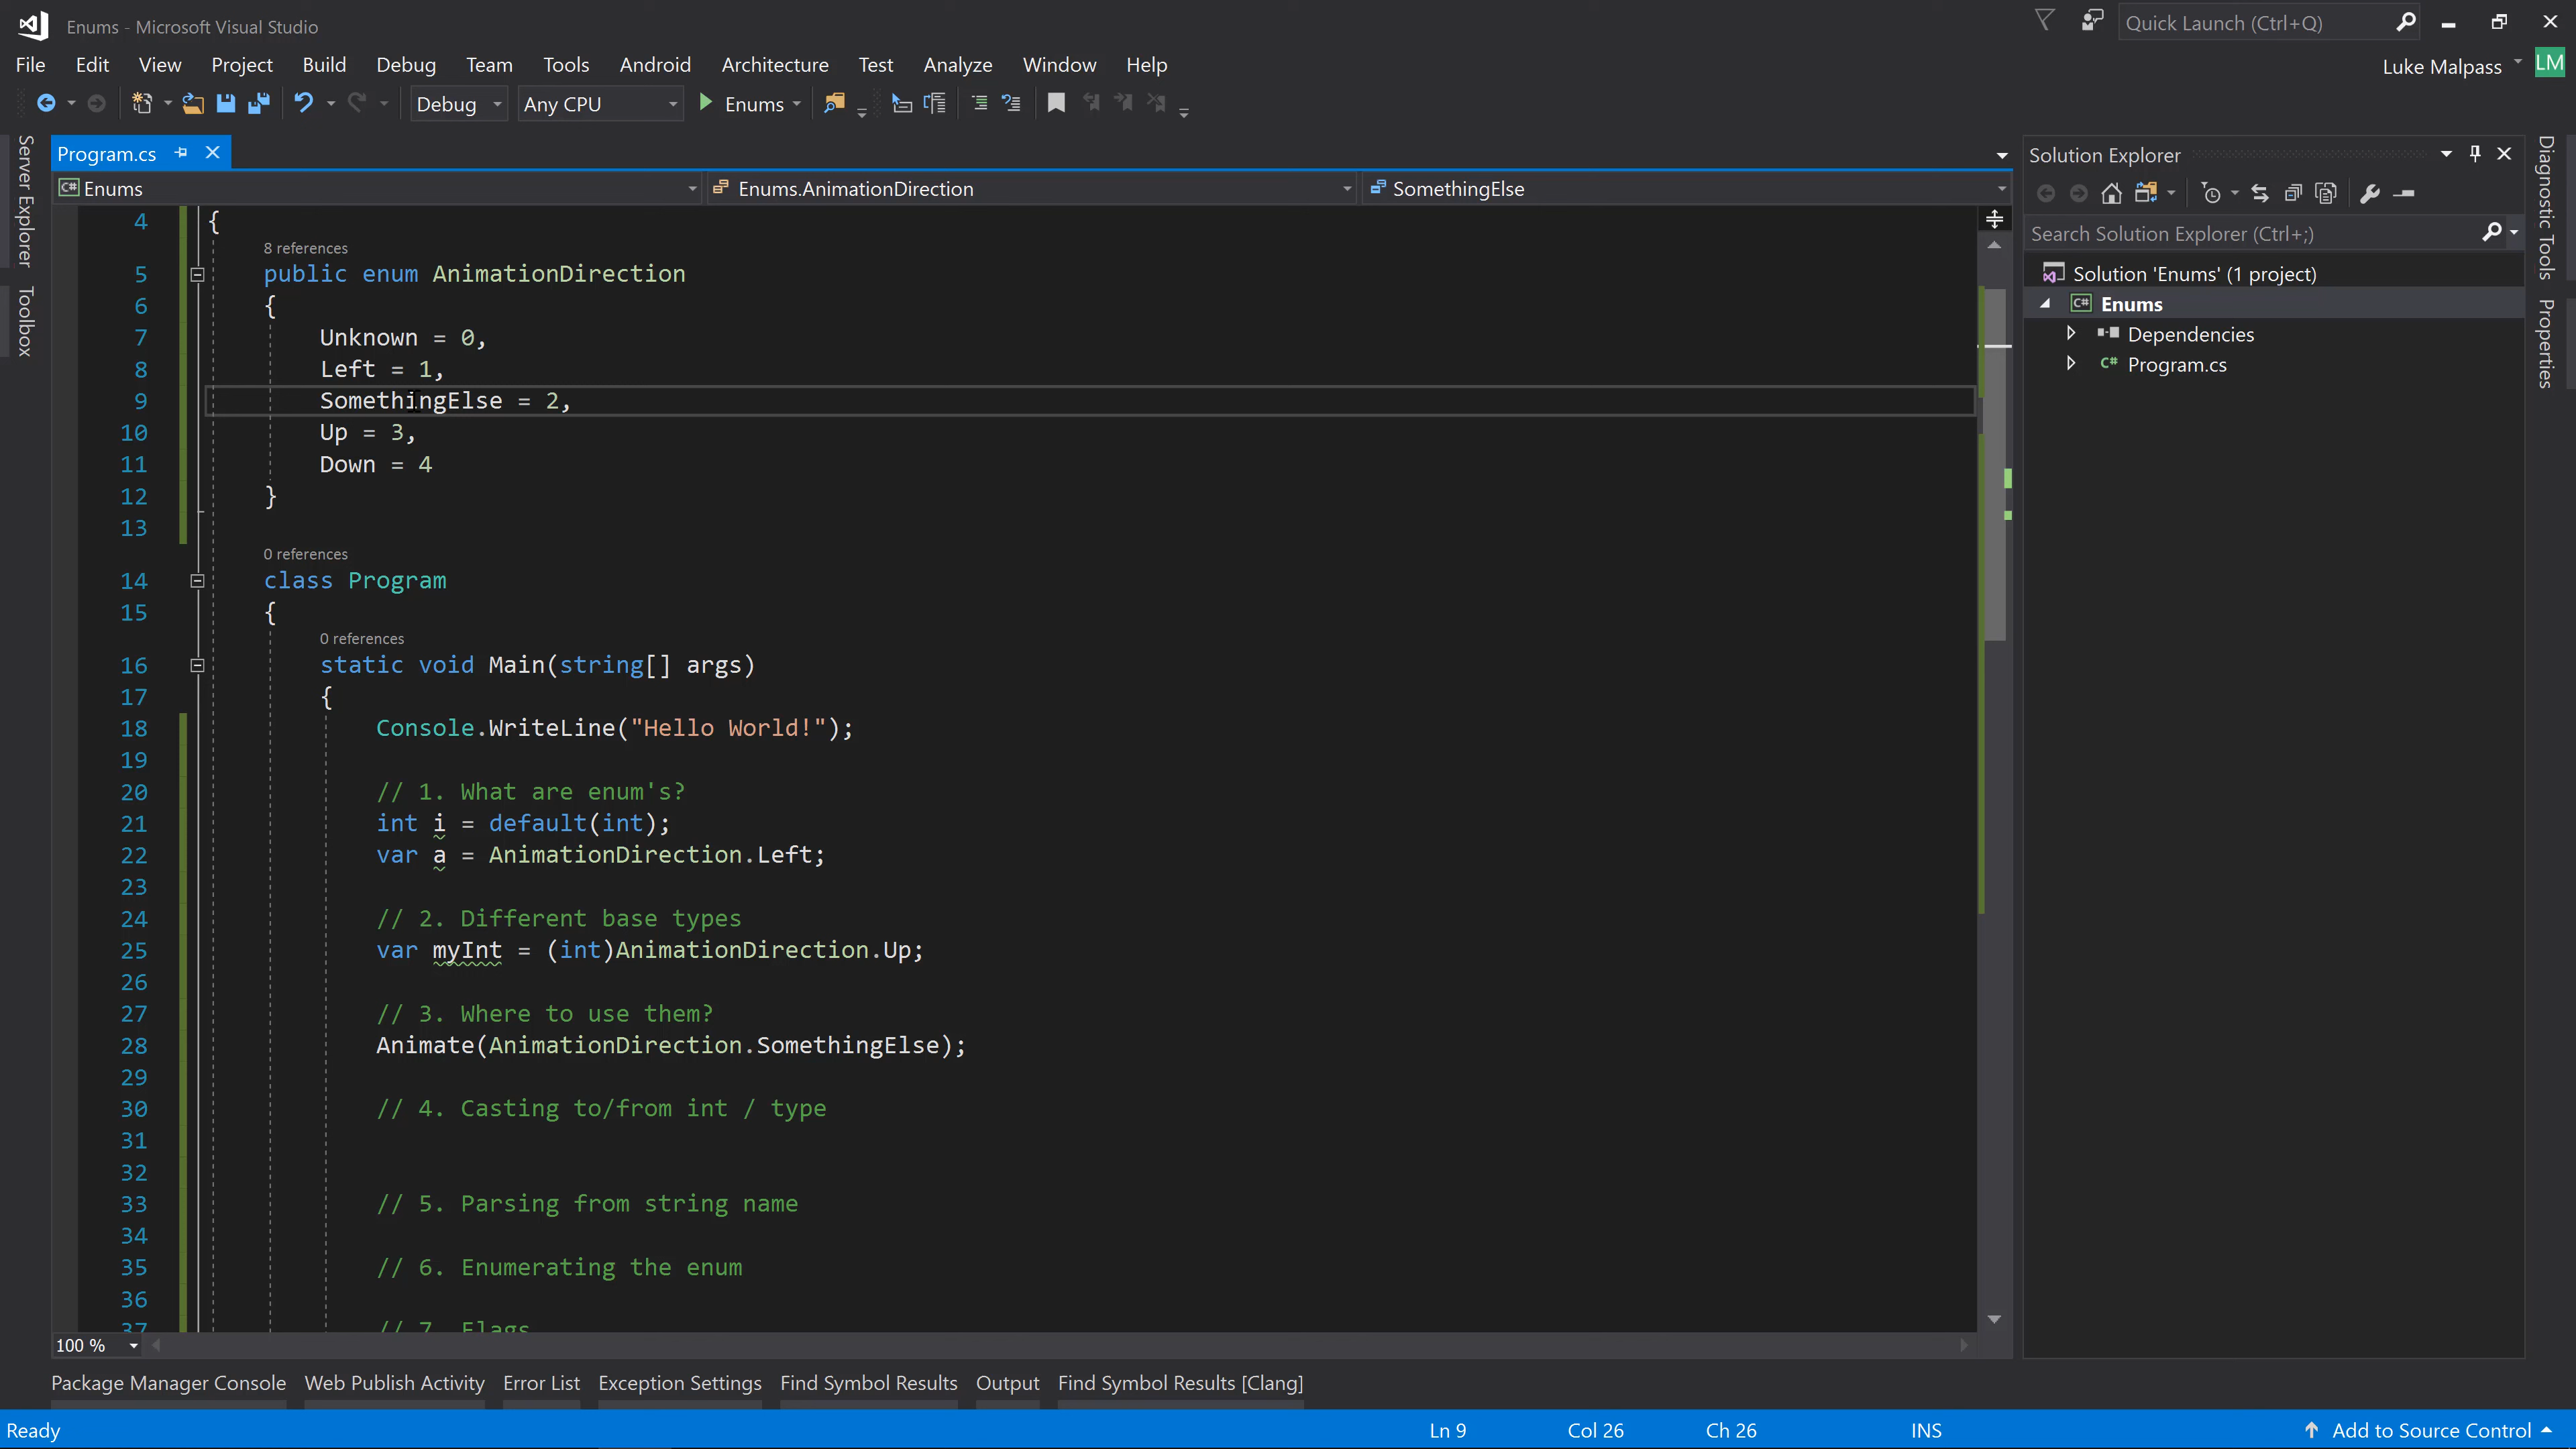 Enums - Microsoft Visual Studio
Quick Launch (Ctrl+Q)
File Edit View Project Build Debug Team Tools Android Architecture Test Analyze Window Help
Luke Malpass LM
Debug Any CPU Enums
Server Explorer
Toolbox
Program.cs
Enums Enums.AnimationDirection SomethingElse
4 {
8 references
5 public enum AnimationDirection
6 {
7 Unknown = 0,
8 Left = 1,
9 SomethingElse = 2,
10 Up = 3,
11 Down = 4
12 }
13
0 references
14 class Program
15 {
0 references
16 static void Main(string[] args)
17 {
18 Console.WriteLine("Hello World!");
19
20 // 1. What are enum's?
21 int i = default(int);
22 var a = AnimationDirection.Left;
23
24 // 2. Different base types
25 var myInt = (int)AnimationDirection.Up;
26
27 // 3. Where to use them?
28 Animate(AnimationDirection.SomethingElse);
29
30 // 4. Casting to/from int / type
31
32
33 // 5. Parsing from string name
34
35 // 6. Enumerating the enum
36
37 // 7. Flags
100 %
Solution Explorer
Search Solution Explorer (Ctrl+;)
Solution 'Enums' (1 project)
C# Enums
Dependencies
C# Program.cs
Diagnostic Tools
Properties
Package Manager Console Web Publish Activity Error List Exception Settings Find Symbol Results Output Find Symbol Results [Clang]
Ready Ln 9 Col 26 Ch 26 INS Add to Source Control